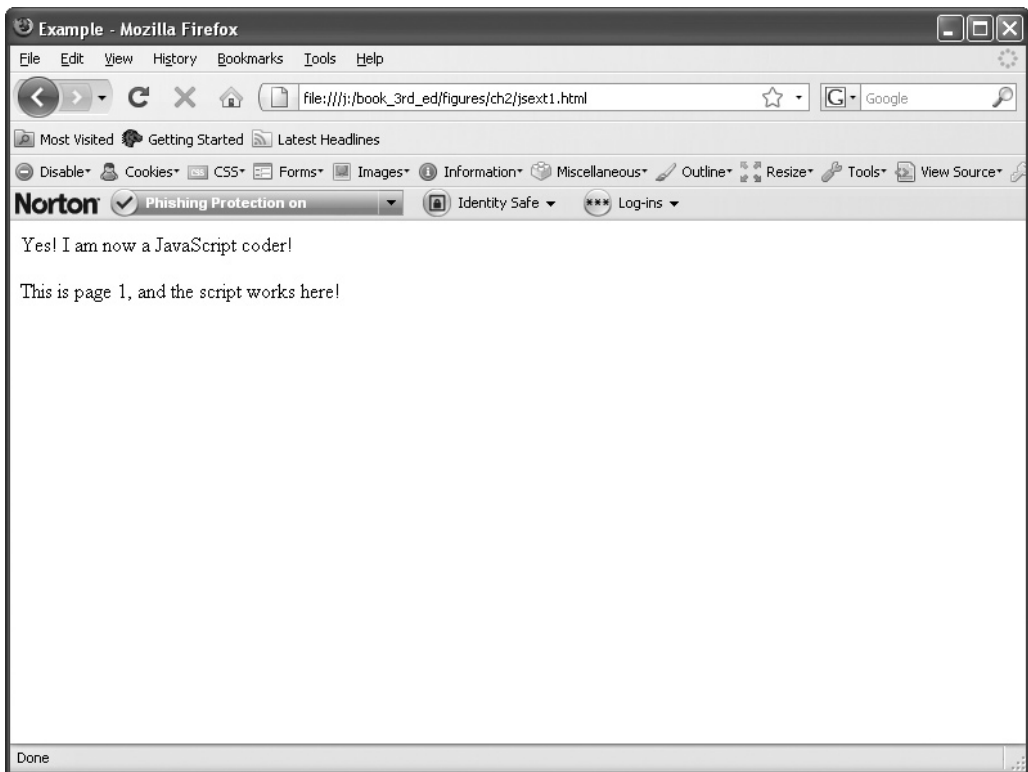 Example - Mozilla Firefox
File Edit View History Bookmarks Tools Help
file:///j:/book_3rd_ed/figures/ch2/jsext1.html G Google
Most Visited Getting Started Latest Headlines
Disable Cookies CSS Forms Images Information Miscellaneous Outline Resize Tools View Source
Norton Phishing Protection on Identity Safe *** Log-ins
Yes! I am now a JavaScript coder!
This is page 1, and the script works here!
Done